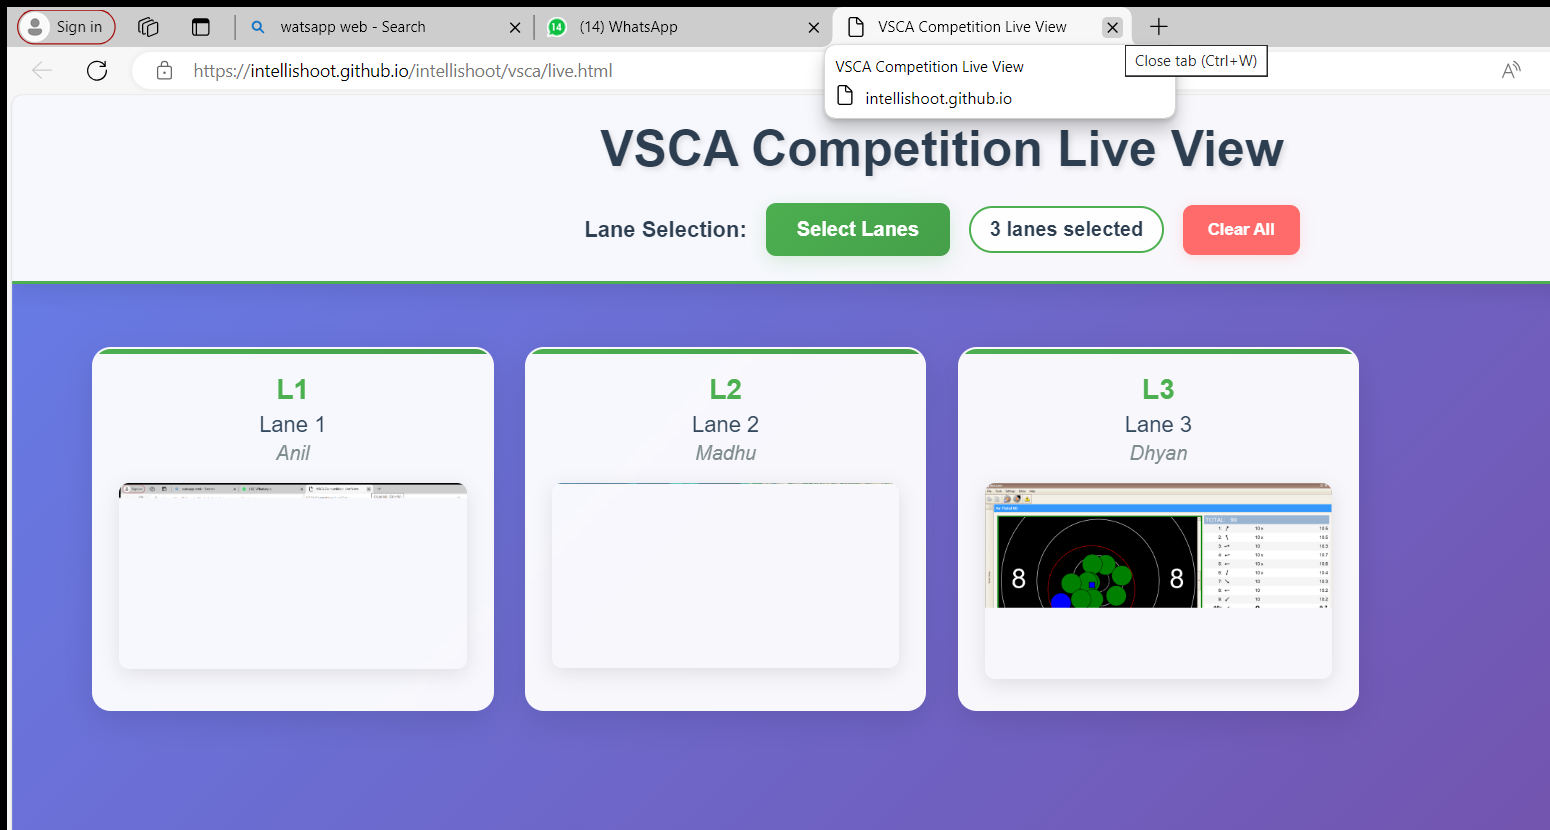 Sign in
watsapp web - Search
14
(14) WhatsApp
VSCA Competition Live View
Close tab (Ctrl+W)
https://intellishoot.github.io/intellishoot/vsca/live.html
VSCA Competition Live View
intellishoot.github.io
VSCA Competition Live View
Lane Selection:
Select Lanes
3 lanes selected
Clear All
L1
Lane 1
Anil
L2
Lane 2
Madhu
L3
Lane 3
Dhyan
8
8